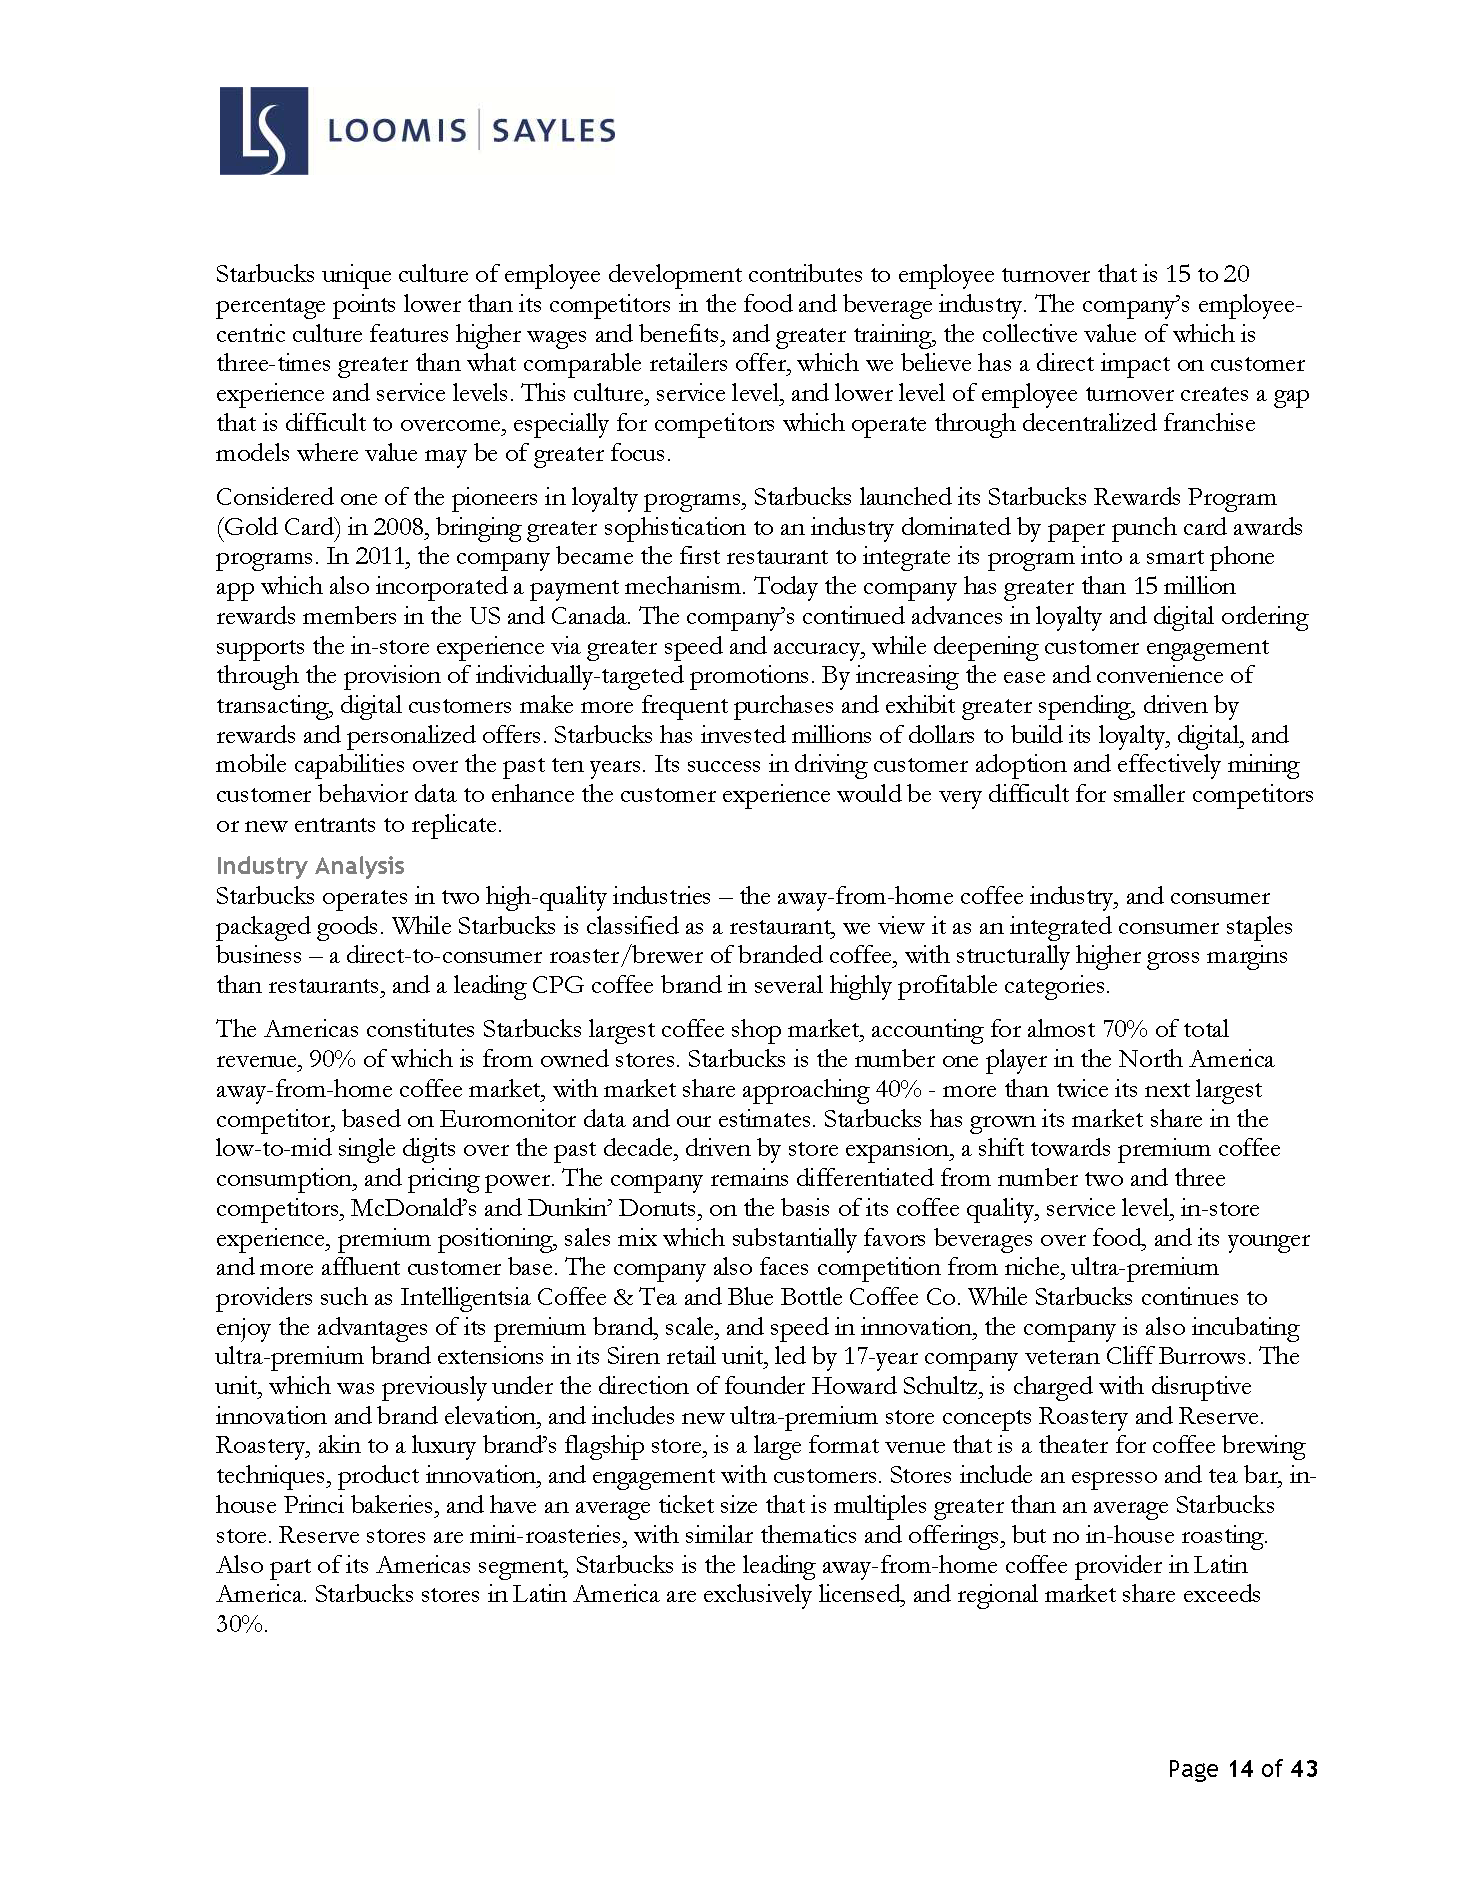 LS LOOMIS | SAYLES
Starbucks unique culture of employee development contributes to employee turnover that is 15 to 20
percentage points lower than its competitors in the food and beverage industry. The company’s employee-
centric culture features higher wages and benefits, and greater training, the collective value of which is
three-times greater than what comparable retailers offer, which we believe has a direct impact on customer
experience and service levels. This culture, service level, and lower level of employee turnover creates a gap
that is difficult to overcome, especially for competitors which operate through decentralized franchise
models where value may be of greater focus.
Considered one of the pioneers in loyalty programs, Starbucks launched its Starbucks Rewards Program
(Gold Card) in 2008, bringing greater sophistication to an industry dominated by paper punch card awards
programs. In 2011, the company became the first restaurant to integrate its program into a smart phone
app which also incorporated a payment mechanism. Today the company has greater than 15 million
rewards members in the US and Canada. The company’s continued advances in loyalty and digital ordering
supports the in-store experience via greater speed and accuracy, while deepening customer engagement
through the provision of individually-targeted promotions. By increasing the ease and convenience of
transacting, digital customers make more frequent purchases and exhibit greater spending, driven by
rewards and personalized offers. Starbucks has invested millions of dollars to build its loyalty, digital, and
mobile capabilities over the past ten years. Its success in driving customer adoption and effectively mining
customer behavior data to enhance the customer experience would be very difficult for smaller competitors
or new entrants to replicate.
Industry Analysis
Starbucks operates in two high-quality industries – the away-from-home coffee industry, and consumer
packaged goods. While Starbucks is classified as a restaurant, we view it as an integrated consumer staples
business – a direct-to-consumer roaster/brewer of branded coffee, with structurally higher gross margins
than restaurants, and a leading CPG coffee brand in several highly profitable categories.
The Americas constitutes Starbucks largest coffee shop market, accounting for almost 70% of total
revenue, 90% of which is from owned stores. Starbucks is the number one player in the North America
away-from-home coffee market, with market share approaching 40% - more than twice its next largest
competitor, based on Euromonitor data and our estimates. Starbucks has grown its market share in the
low-to-mid single digits over the past decade, driven by store expansion, a shift towards premium coffee
consumption, and pricing power. The company remains differentiated from number two and three
competitors, McDonald’s and Dunkin’ Donuts, on the basis of its coffee quality, service level, in-store
experience, premium positioning, sales mix which substantially favors beverages over food, and its younger
and more affluent customer base. The company also faces competition from niche, ultra-premium
providers such as Intelligentsia Coffee & Tea and Blue Bottle Coffee Co. While Starbucks continues to
enjoy the advantages of its premium brand, scale, and speed in innovation, the company is also incubating
ultra-premium brand extensions in its Siren retail unit, led by 17-year company veteran Cliff Burrows. The
unit, which was previously under the direction of founder Howard Schultz, is charged with disruptive
innovation and brand elevation, and includes new ultra-premium store concepts Roastery and Reserve.
Roastery, akin to a luxury brand’s flagship store, is a large format venue that is a theater for coffee brewing
techniques, product innovation, and engagement with customers. Stores include an espresso and tea bar, in-
house Princi bakeries, and have an average ticket size that is multiples greater than an average Starbucks
store. Reserve stores are mini-roasteries, with similar thematics and offerings, but no in-house roasting.
Also part of its Americas segment, Starbucks is the leading away-from-home coffee provider in Latin
America. Starbucks stores in Latin America are exclusively licensed, and regional market share exceeds
30%.
Page 14 of 43